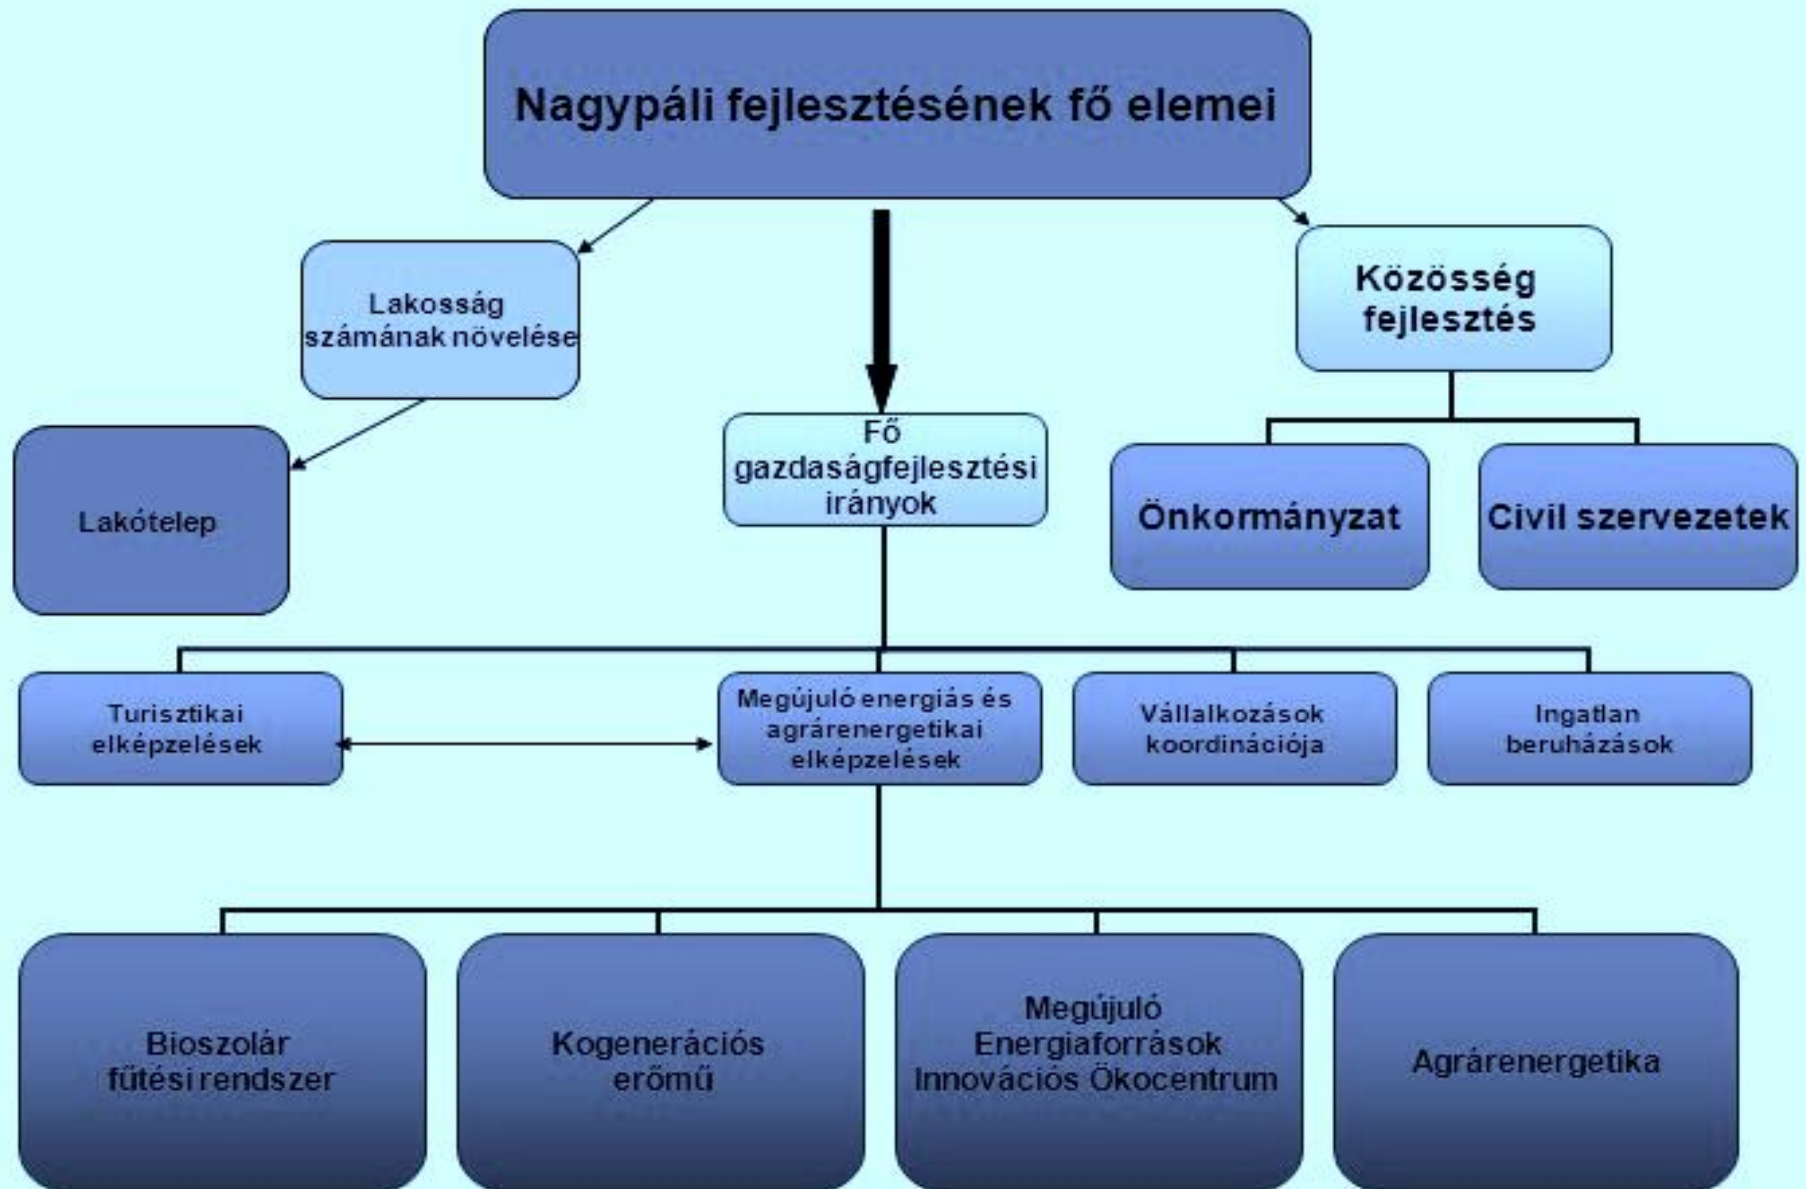 Nagypáli fejlesztésének fő elemei
Lakosság
számának növelése
Közösség
fejlesztés
Lakótelep
Fő
gazdaságfejlesztési
irányok
Önkormányzat
Civil szervezetek
Turisztikai
elképzelések
Megújuló energiás és
agrárenergetikai
elképzelések
Vállalkozások
koordinációja
Ingatlan
beruházások
Bioszolár
fűtési rendszer
Kogenerációs
erőmű
Megújuló
Energiaforrások
Innovációs Ökocentrum
Agrárenergetika